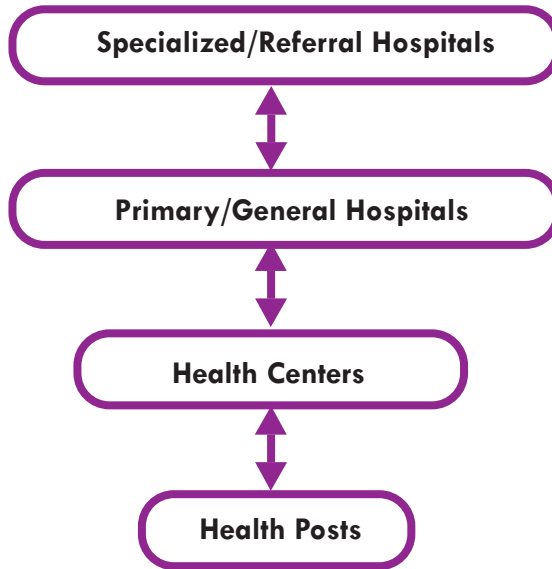 Specialized/Referral Hospitals
Primary/General Hospitals
Health Centers
Health Posts